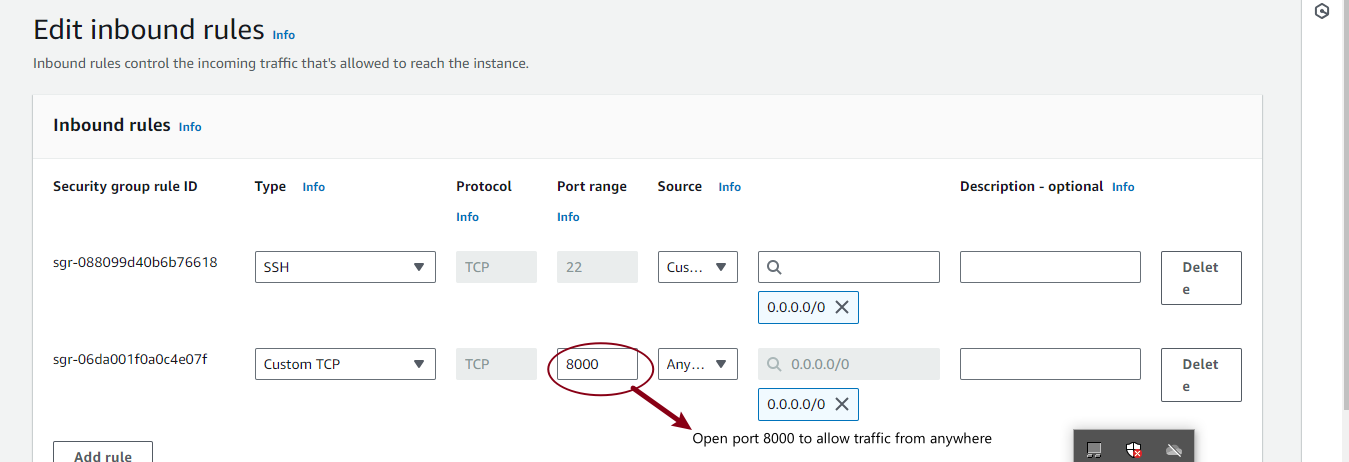 Edit inbound rules Info
Inbound rules control the incoming traffic that's allowed to reach the instance.
Inbound rules Info
Security group rule ID Type Info Protocol Info Port range Info Source Info Description - optional Info
sgr-088099d40b6b76618 SSH TCP 22 Cus... Delet
e
0.0.0.0/0
sgr-06da001f0a0c4e07f Custom TCP TCP 8000 Any... 0.0.0.0/0 Delet
e
0.0.0.0/0
Open port 8000 to allow traffic from anywhere
Add rule